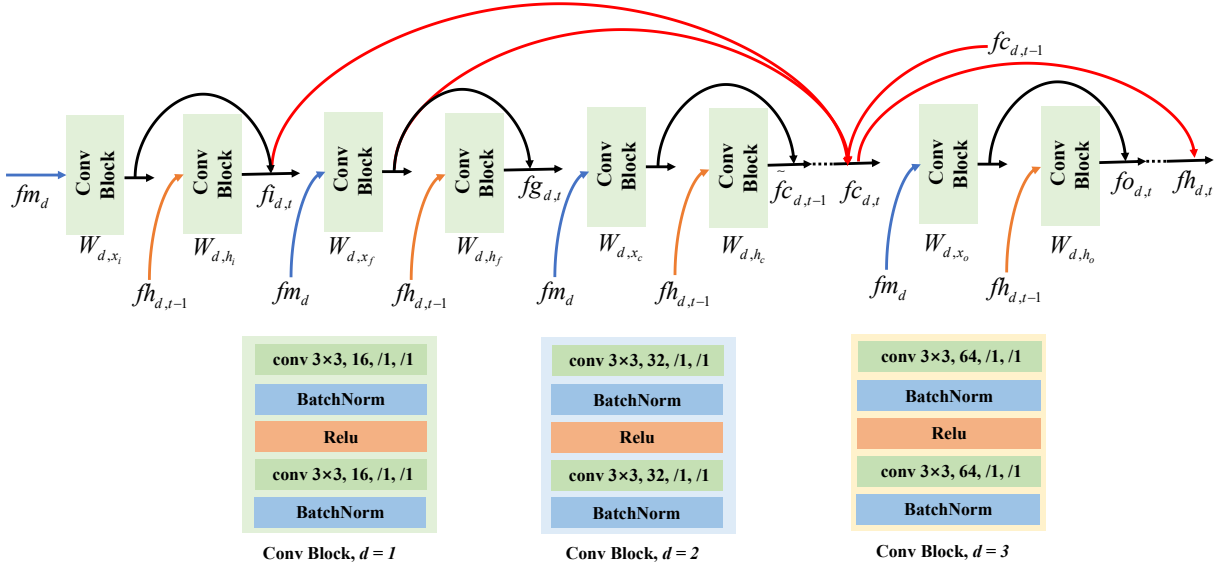 fc_{d,t-1}
Conv Block
Conv Block
Conv Block
Conv Block
Conv Block
Conv Block
Conv Block
Conv Block
fm_d
fi_{d,t}
fg_{d,t}
\tilde{fc}_{d,t-1}
fc_{d,t}
fo_{d,t}
fh_{d,t}
W_{d,x_i}
W_{d,h_i}
W_{d,x_f}
W_{d,h_f}
W_{d,x_c}
W_{d,h_c}
W_{d,x_o}
W_{d,h_o}
fh_{d,t-1}
fm_d
fh_{d,t-1}
fm_d
fh_{d,t-1}
fm_d
fh_{d,t-1}
conv 3×3, 16, /1, /1
BatchNorm
Relu
conv 3×3, 16, /1, /1
BatchNorm
Conv Block, d = 1
conv 3×3, 32, /1, /1
BatchNorm
Relu
conv 3×3, 32, /1, /1
BatchNorm
Conv Block, d = 2
conv 3×3, 64, /1, /1
BatchNorm
Relu
conv 3×3, 64, /1, /1
BatchNorm
Conv Block, d = 3